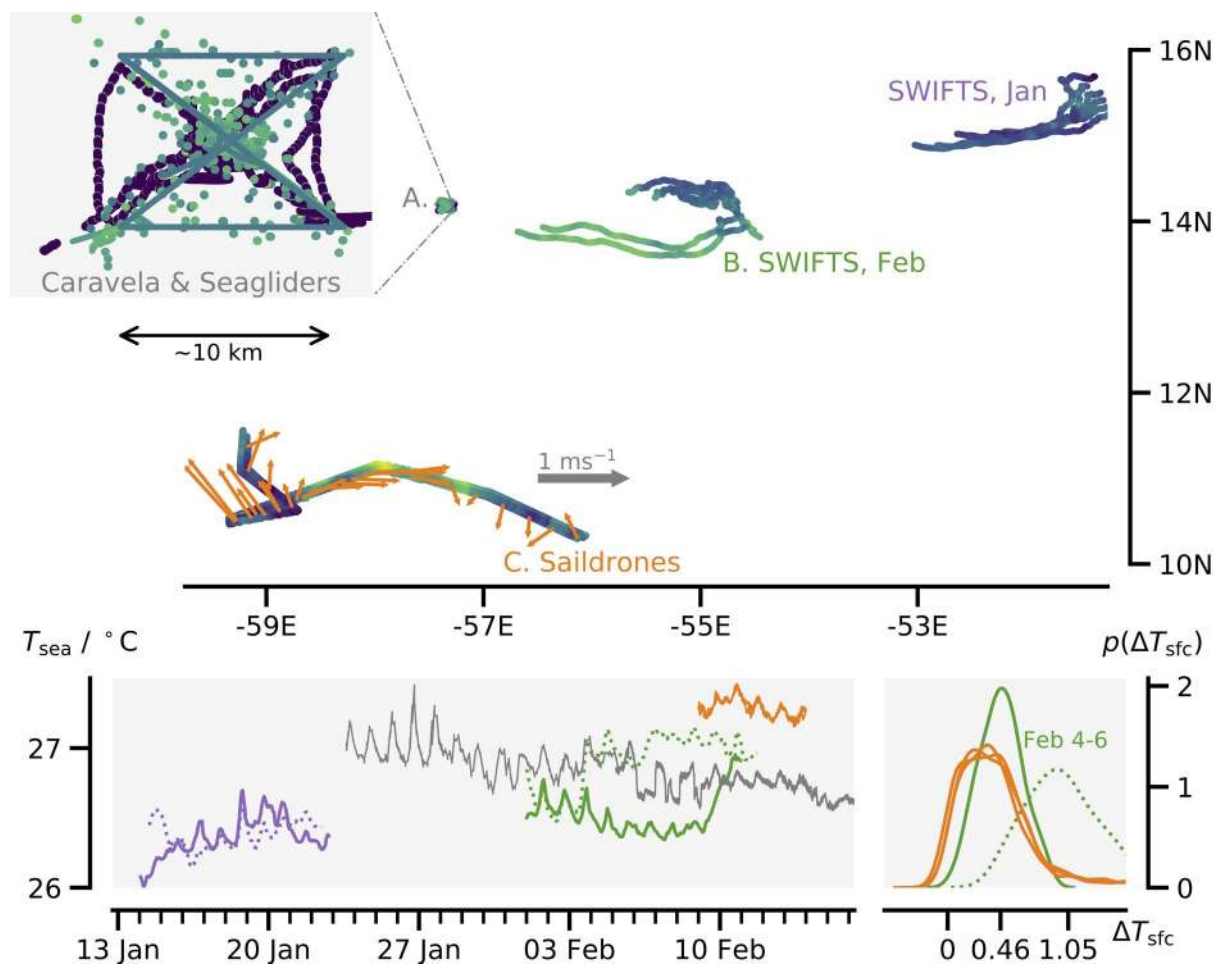 16N
SWIFTS, Jan
A.
14N
B. SWIFTS, Feb
Caravela & Seagliders
~10 km
12N
1 ms⁻¹
C. Saildrones
10N
-59E -57E -55E -53E
T_sea / °C
p(ΔT_sfc)
2
27
Feb 4-6
1
26
0
13 Jan 20 Jan 27 Jan 03 Feb 10 Feb
0 0.46 1.05 ΔT_sfc